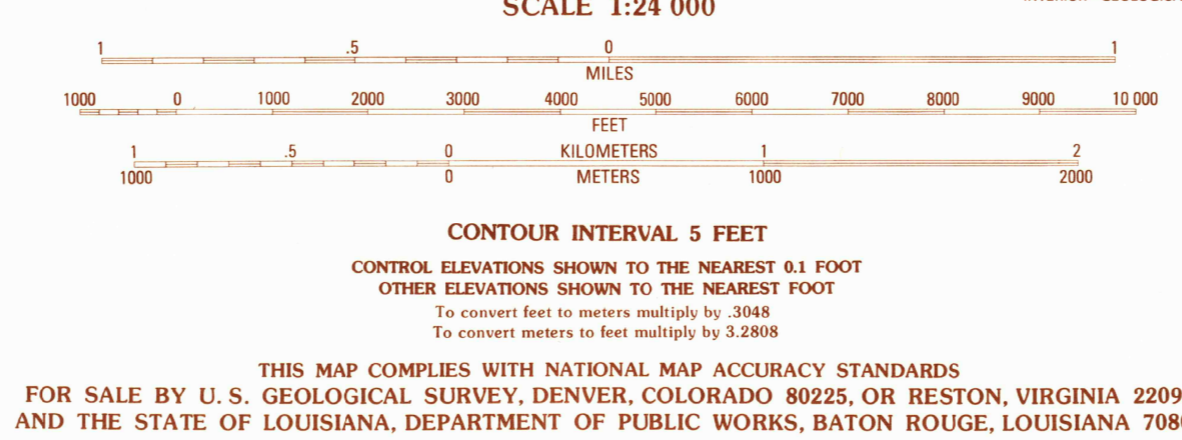 SCALE 1:24 000
1 .5 0 1
MILES
1000 0 1000 2000 3000 4000 5000 6000 7000 8000 9000 10 000
FEET
1 .5 0 KILOMETERS 1 2
1000 0 METERS 1000 2000
CONTOUR INTERVAL 5 FEET
CONTROL ELEVATIONS SHOWN TO THE NEAREST 0.1 FOOT
OTHER ELEVATIONS SHOWN TO THE NEAREST FOOT
To convert feet to meters multiply by .3048
To convert meters to feet multiply by 3.2808
THIS MAP COMPLIES WITH NATIONAL MAP ACCURACY STANDARDS
FOR SALE BY U. S. GEOLOGICAL SURVEY, DENVER, COLORADO 80225, OR RESTON, VIRGINIA 2209
AND THE STATE OF LOUISIANA, DEPARTMENT OF PUBLIC WORKS, BATON ROUGE, LOUISIANA 708